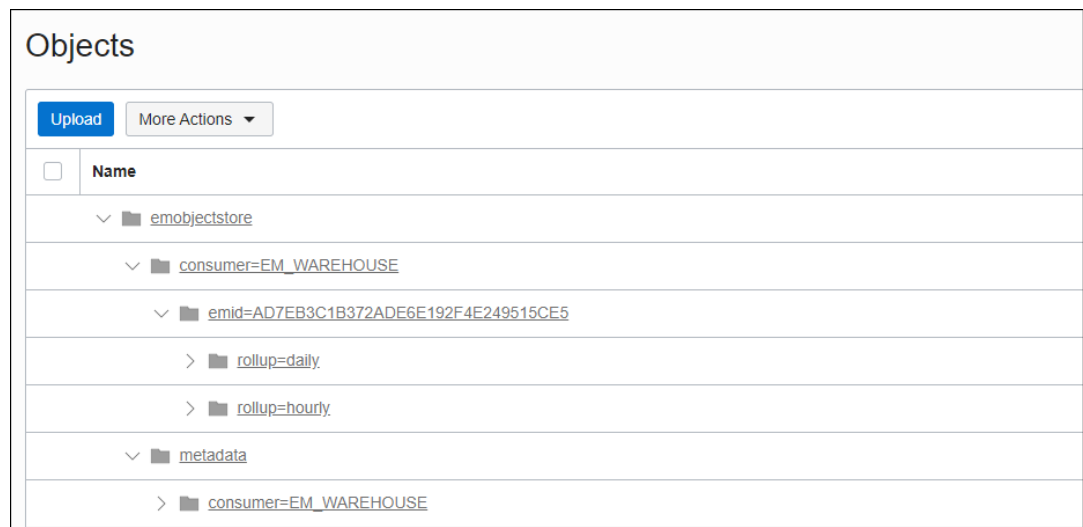 Objects
Upload More Actions
Name
emobjectstore
consumer=EM_WAREHOUSE
emid=AD7EB3C1B372ADE6E192F4E249515CE5
rollup=daily
rollup=hourly
metadata
consumer=EM_WAREHOUSE